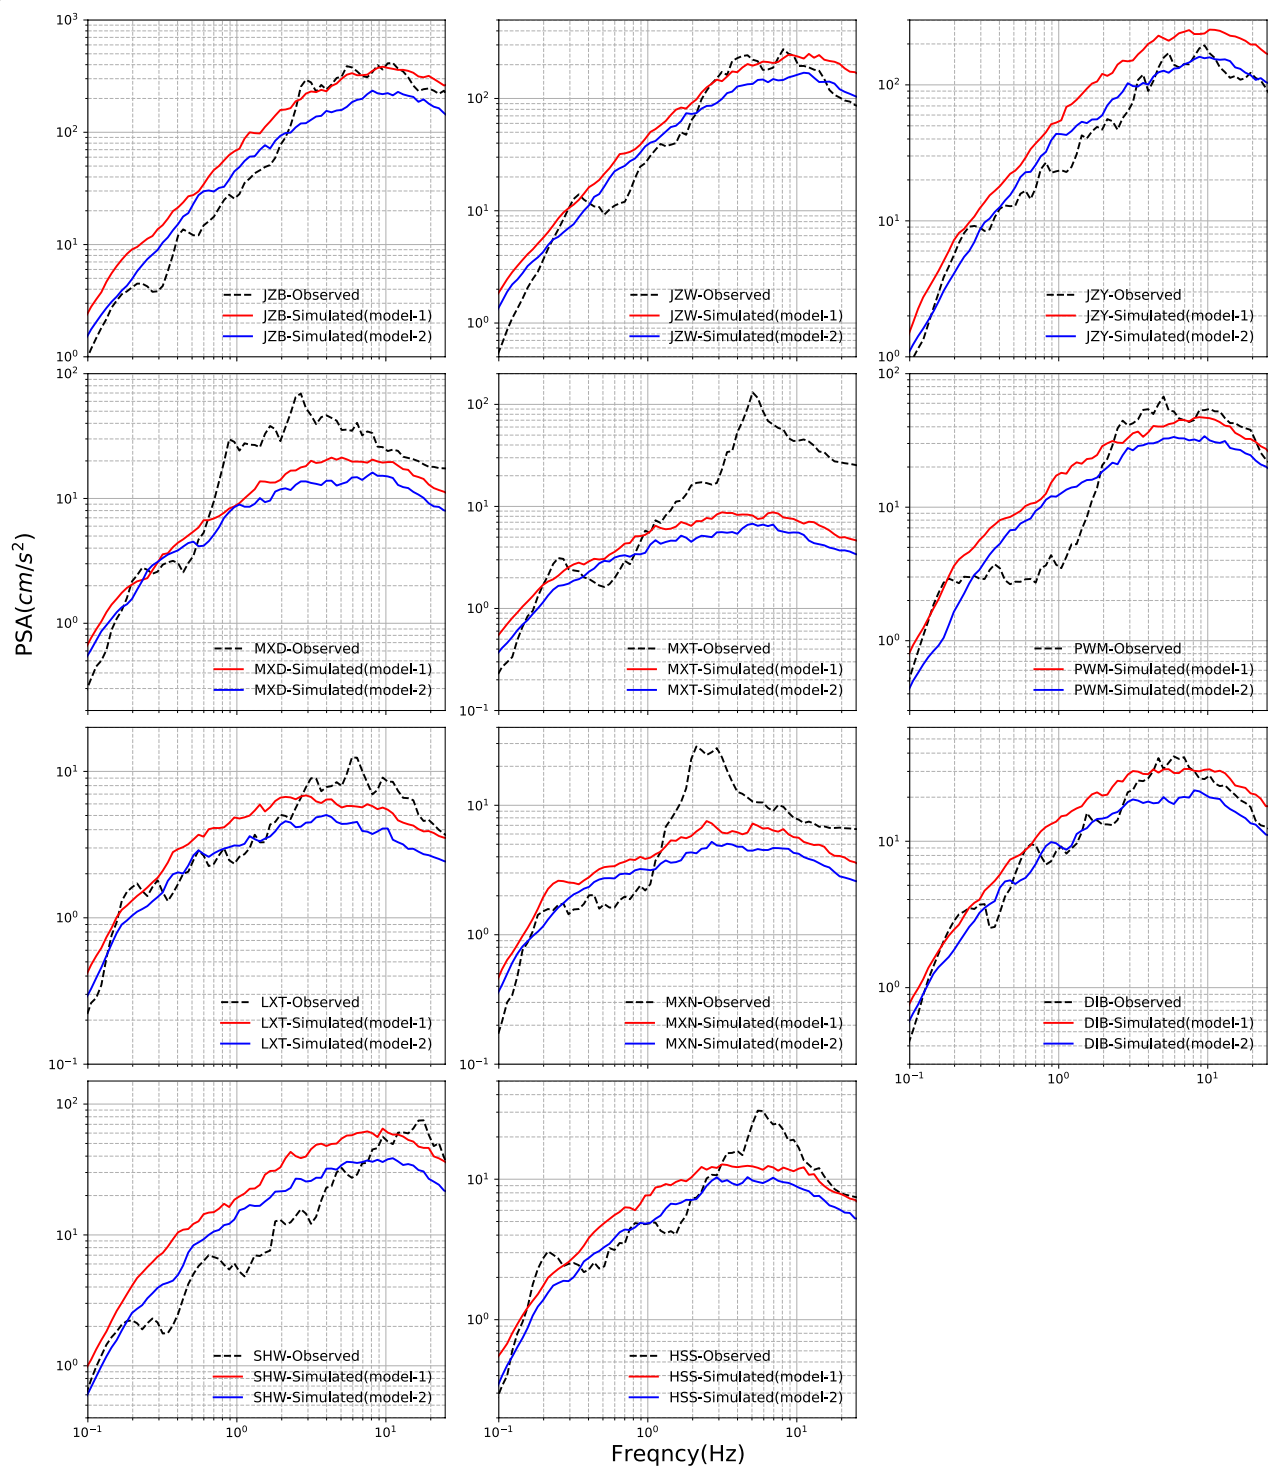 10³
10²
10¹
10⁰
JZB-Observed
JZB-Simulated(model-1)
JZB-Simulated(model-2)
10²
10¹
10⁰
JZW-Observed
JZW-Simulated(model-1)
JZW-Simulated(model-2)
10²
10¹
10⁰
JZY-Observed
JZY-Simulated(model-1)
JZY-Simulated(model-2)
PSA(cm/s²)
10²
10¹
10⁰
MXD-Observed
MXD-Simulated(model-1)
MXD-Simulated(model-2)
10²
10¹
10⁰
10⁻¹
MXT-Observed
MXT-Simulated(model-1)
MXT-Simulated(model-2)
10²
10¹
10⁰
PWM-Observed
PWM-Simulated(model-1)
PWM-Simulated(model-2)
10¹
10⁰
10⁻¹
LXT-Observed
LXT-Simulated(model-1)
LXT-Simulated(model-2)
10¹
10⁰
10⁻¹
MXN-Observed
MXN-Simulated(model-1)
MXN-Simulated(model-2)
10¹
10⁰
DIB-Observed
DIB-Simulated(model-1)
DIB-Simulated(model-2)
10⁻¹ 10⁰ 10¹
10²
10¹
10⁰
SHW-Observed
SHW-Simulated(model-1)
SHW-Simulated(model-2)
10⁻¹ 10⁰ 10¹
10¹
10⁰
HSS-Observed
HSS-Simulated(model-1)
HSS-Simulated(model-2)
10⁻¹ 10⁰ 10¹
Freqncy(Hz)